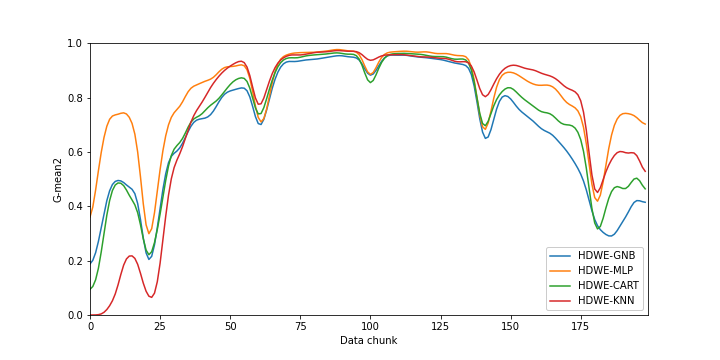 1.0
0.8
0.6
0.4
0.2
0.0
G-mean2
0 25 50 75 100 125 150 175
Data chunk
HDWE-GNB
HDWE-MLP
HDWE-CART
HDWE-KNN